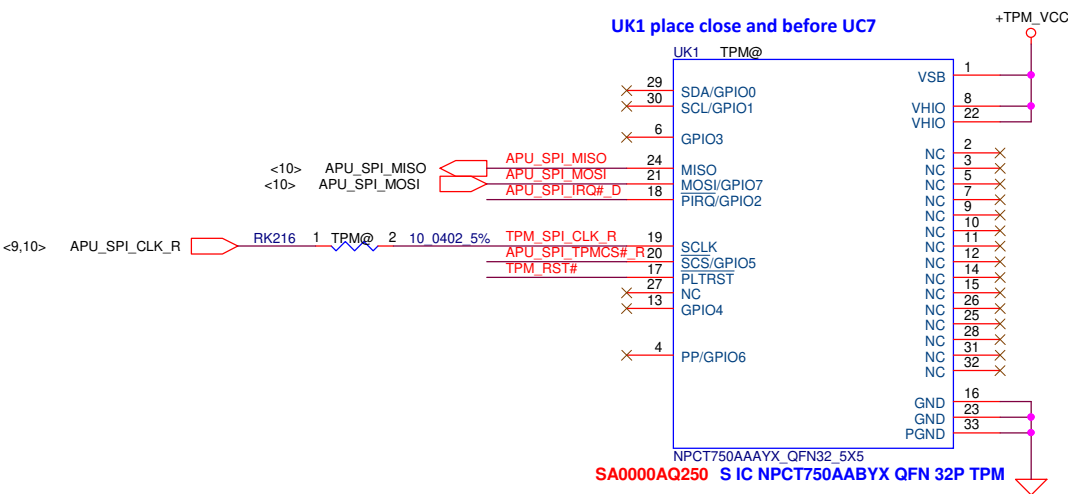 UK1 place close and before UC7
+TPM_VCC
UK1 TPM@
29 SDA/GPIO0
30 SCL/GPIO1
6 GPIO3
<10> APU_SPI_MISO APU_SPI_MISO 24 MISO
<10> APU_SPI_MOSI APU_SPI_MOSI 21 MOSI/GPIO7
APU_SPI_IRQ#_D 18 PIRQ/GPIO2
<9,10> APU_SPI_CLK_R RK216 1 TPM@ 2 10_0402_5% TPM_SPI_CLK_R 19 SCLK
APU_SPI_TPMCS#_R 20 SCS/GPIO5
TPM_RST# 17 PLTRST
27 NC
13 GPIO4
4 PP/GPIO6
VSB 1
VHIO 8
VHIO 22
NC 2
NC 3
NC 5
NC 7
NC 9
NC 10
NC 11
NC 12
NC 14
NC 15
NC 26
NC 25
NC 28
NC 31
NC 32
GND 16
GND 23
PGND 33
NPCT750AAAYX_QFN32_5X5
SA0000AQ250 S IC NPCT750AABYX QFN 32P TPM